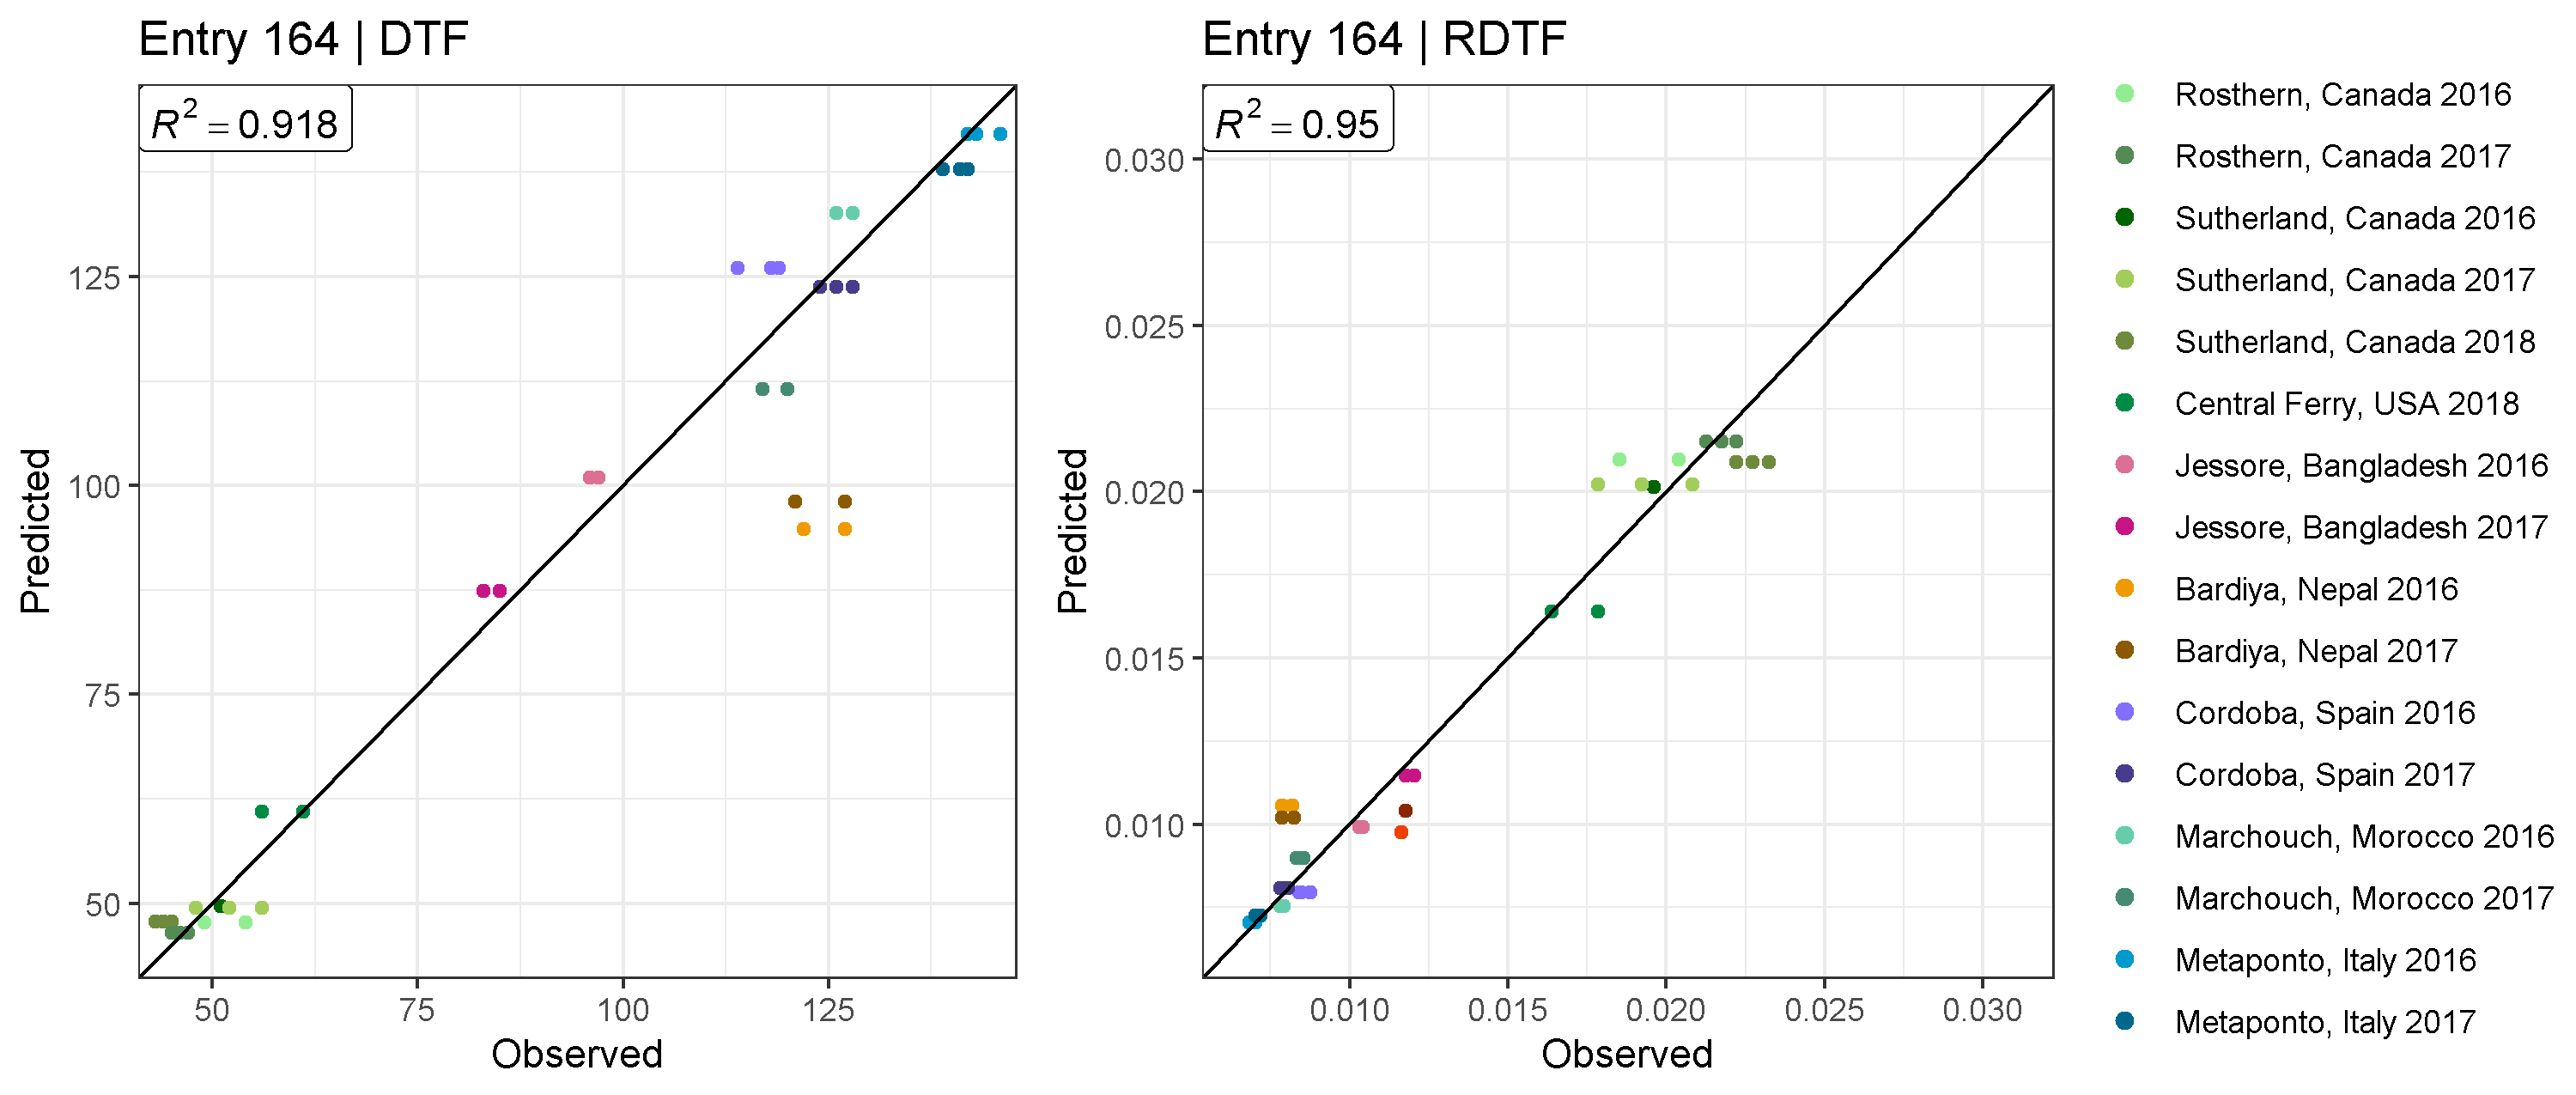 Entry 164 | DTF
R2 = 0.918
125
100
75
50
50 75 100 125
Observed
Predicted
Entry 164 | RDTF
R2 = 0.95
0.030
0.025
0.020
0.015
0.010
0.010 0.015 0.020 0.025 0.030
Observed
Predicted
Rosthern, Canada 2016
Rosthern, Canada 2017
Sutherland, Canada 2016
Sutherland, Canada 2017
Sutherland, Canada 2018
Central Ferry, USA 2018
Jessore, Bangladesh 2016
Jessore, Bangladesh 2017
Bardiya, Nepal 2016
Bardiya, Nepal 2017
Cordoba, Spain 2016
Cordoba, Spain 2017
Marchouch, Morocco 2016
Marchouch, Morocco 2017
Metaponto, Italy 2016
Metaponto, Italy 2017